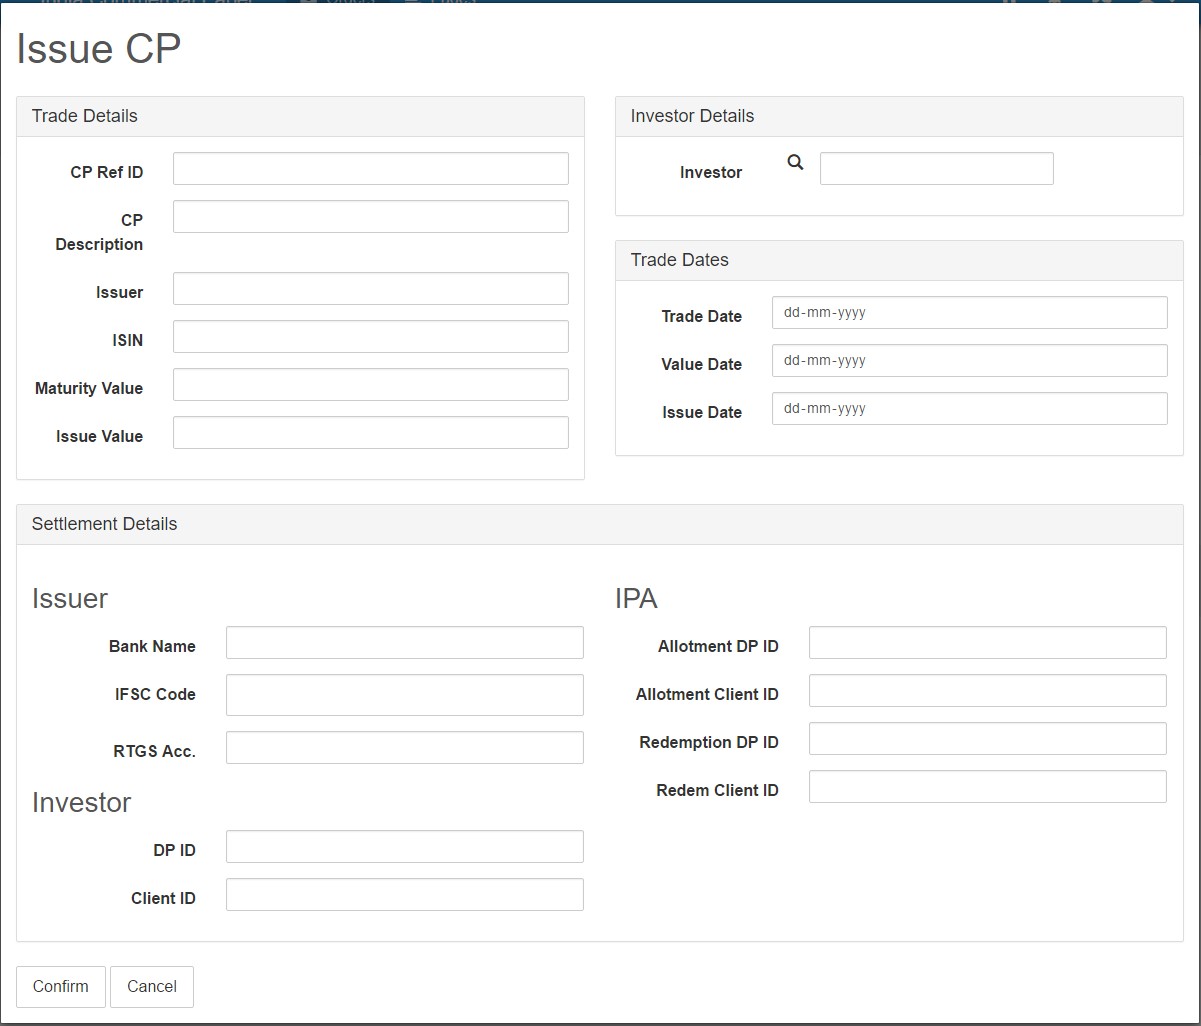 Issue CP
Trade Details
CP Ref ID
CP
Description
Issuer
ISIN
Maturity Value
Issue Value
Investor Details
Investor
Trade Dates
Trade Date
dd-mm-yyyy
Value Date
dd-mm-yyyy
Issue Date
dd-mm-yyyy
Settlement Details
Issuer
Bank Name
IFSC Code
RTGS Acc.
Investor
DP ID
Client ID
IPA
Allotment DP ID
Allotment Client ID
Redemption DP ID
Redem Client ID
Confirm
Cancel